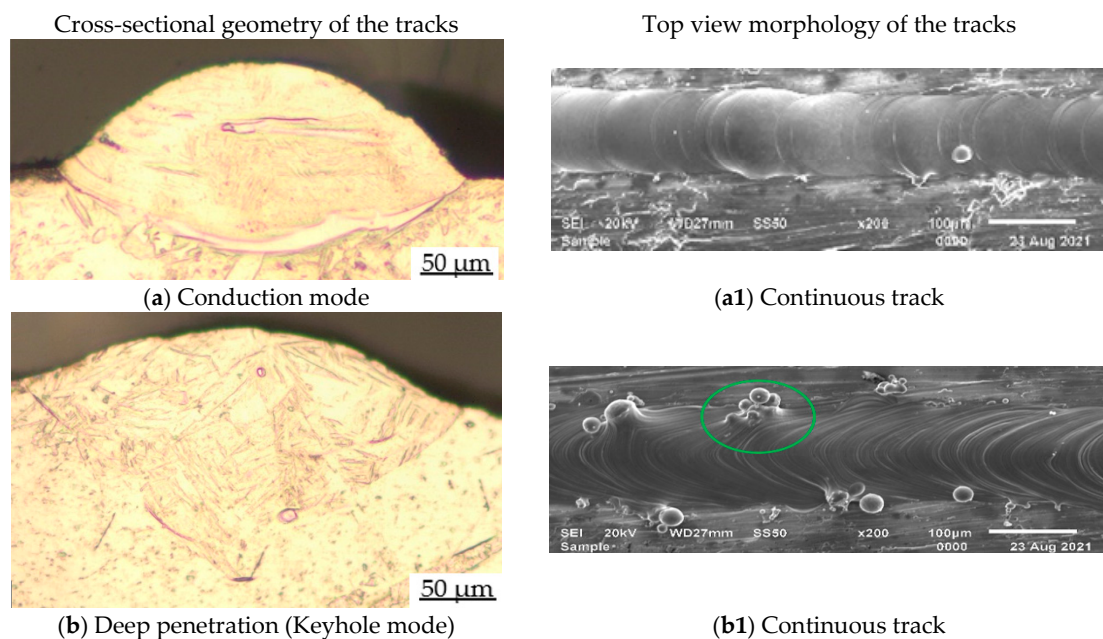 Cross-sectional geometry of the tracks
Top view morphology of the tracks
50 µm
SEI 20kV WD27mm SS50 x200 100µm
Sample 0000 23 Aug 2021
(a) Conduction mode
(a1) Continuous track
50 µm
SEI 20kV WD27mm SS50 x200 100µm
Sample 0000 23 Aug 2021
(b) Deep penetration (Keyhole mode)
(b1) Continuous track